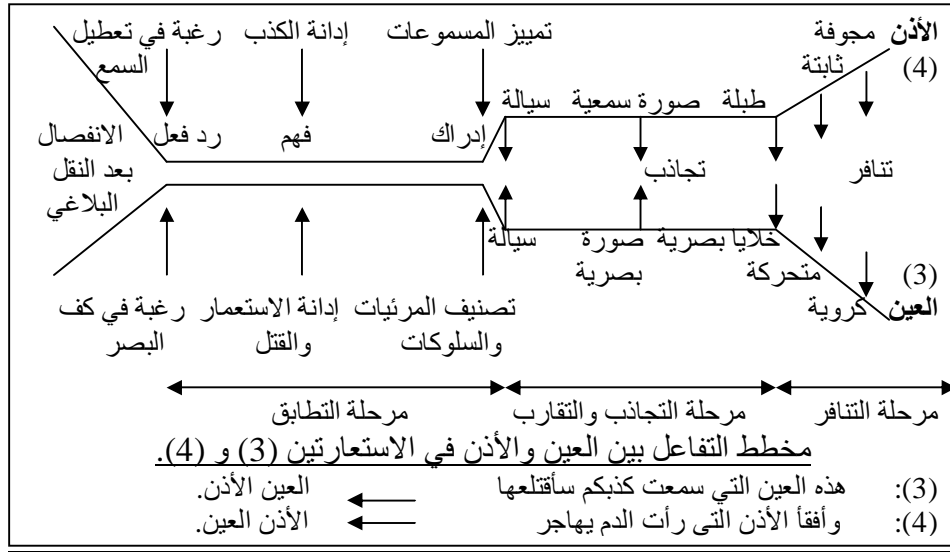 الأذن مجوفة تمييز المسموعات إدانة الكذب رغبة في تعطيل
(4) ثابتة السمع
طبلة صورة سمعية سيالة
إدراك فهم رد فعل الانفصال
تنافر تجاذب بعد النقل
البلاغي
خلايا بصرية صورة سيالة
(3) متحركة بصرية
العين كروية تصنيف المرئيات إدانة الاستعمار رغبة في كف
والسلوكات والقتل البصر
مرحلة التنافر مرحلة التجاذب والتقارب مرحلة التطابق
مخطط التفاعل بين العين والأذن في الاستعارتين (3) و (4).
(3): هذه العين التي سمعت كذبكم سأقتلعها العين الأذن.
(4): وأفقأ الأذن التي رأت الدم يهاجر الأذن العين.